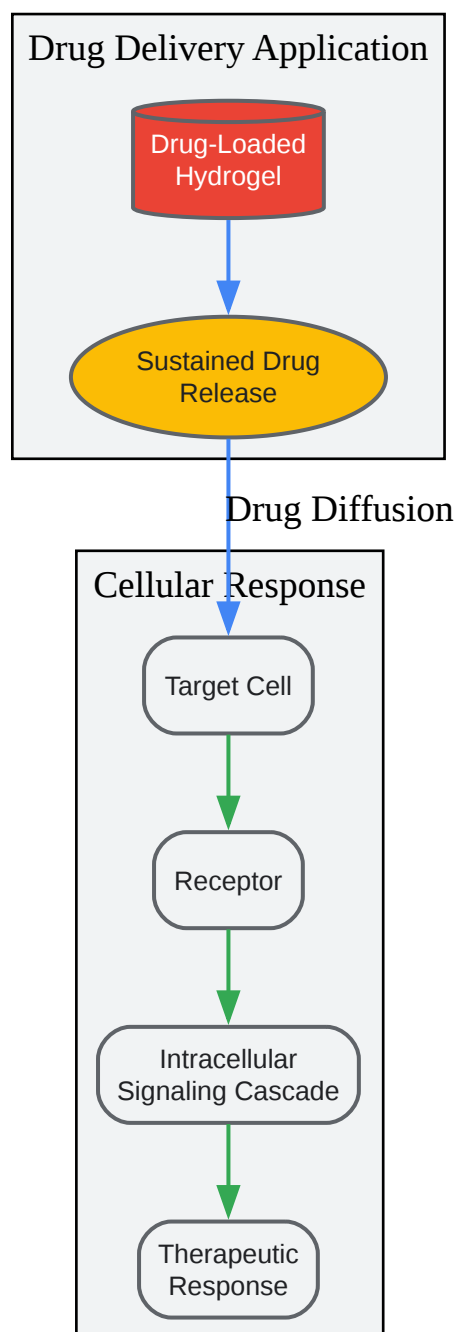 Drug Delivery Application
Drug-Loaded
Hydrogel
Sustained Drug
Release
Drug Diffusion
Cellular Response
Target Cell
Receptor
Intracellular
Signaling Cascade
Therapeutic
Response